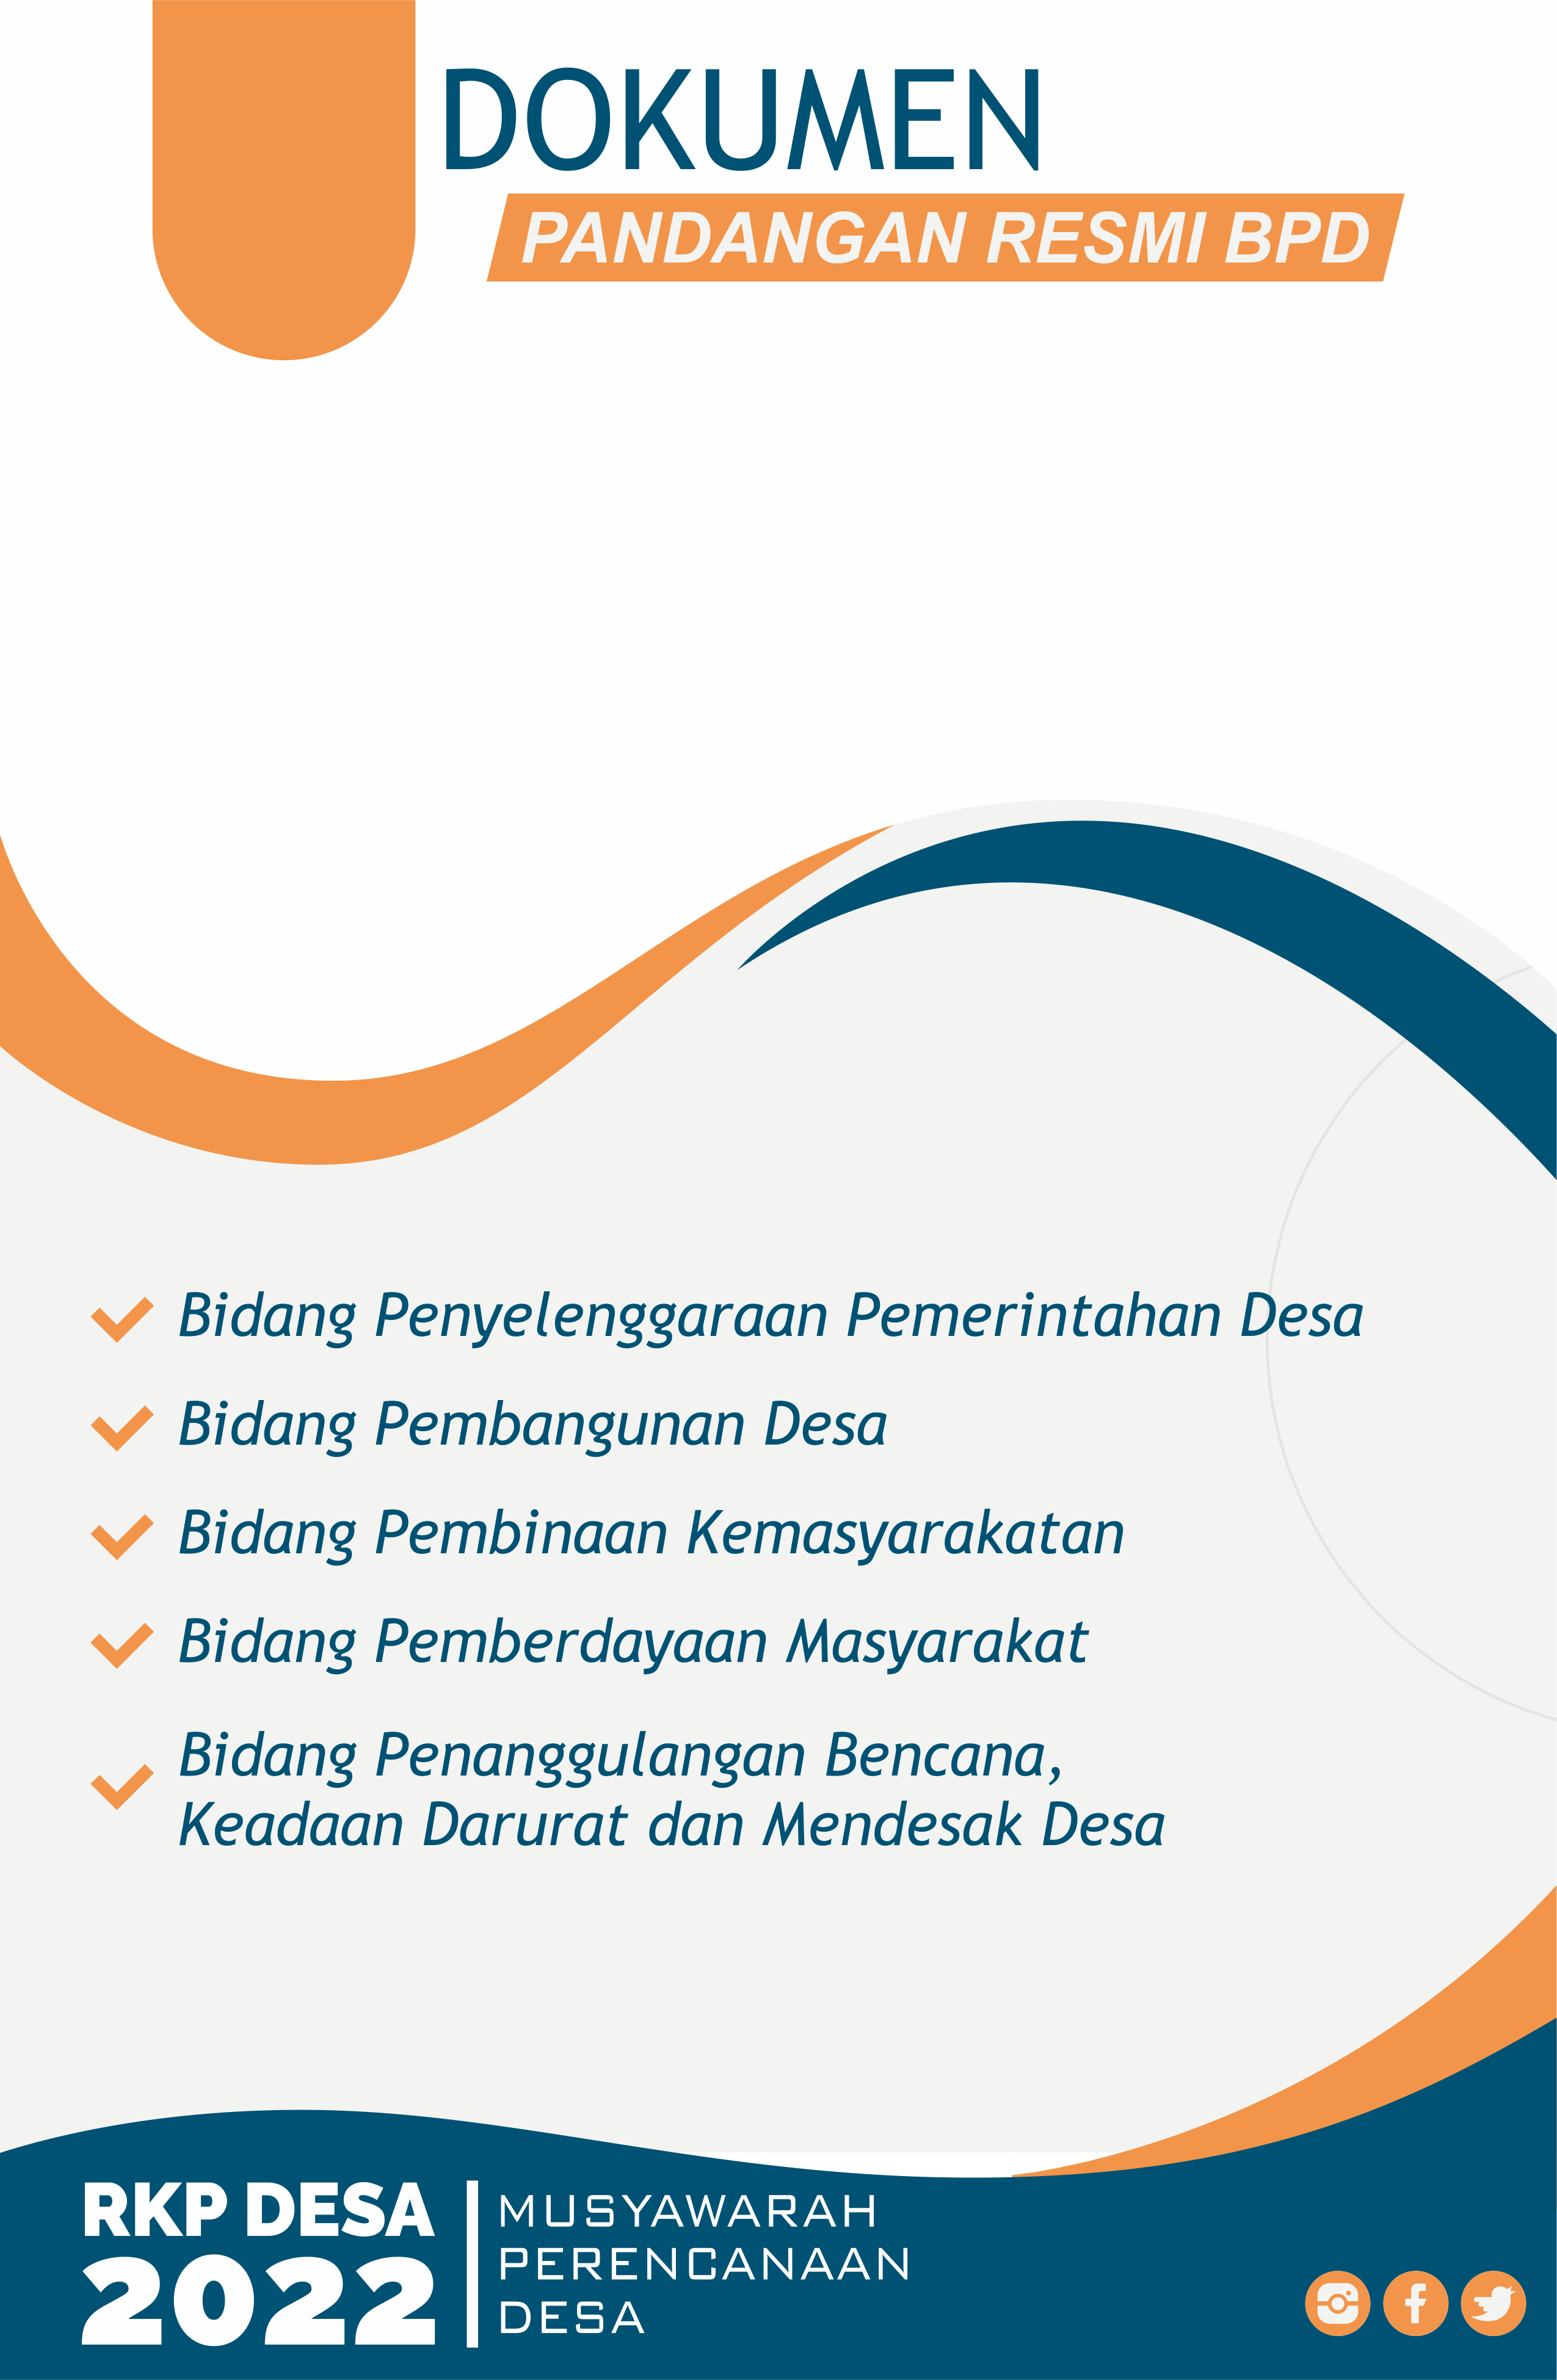 DOKUMEN
PANDANGAN RESMI BPD
Bidang Penyelenggaraan Pemerintahan Desa
Bidang Pembangunan Desa
Bidang Pembinaan Kemasyarakatan
Bidang Pemberdayaan Masyarakat
Bidang Penanggulangan Bencana,
Keadaan Darurat dan Mendesak Desa
RKP DESA
2022
MUSYAWARAH
PERENCANAAN
DESA